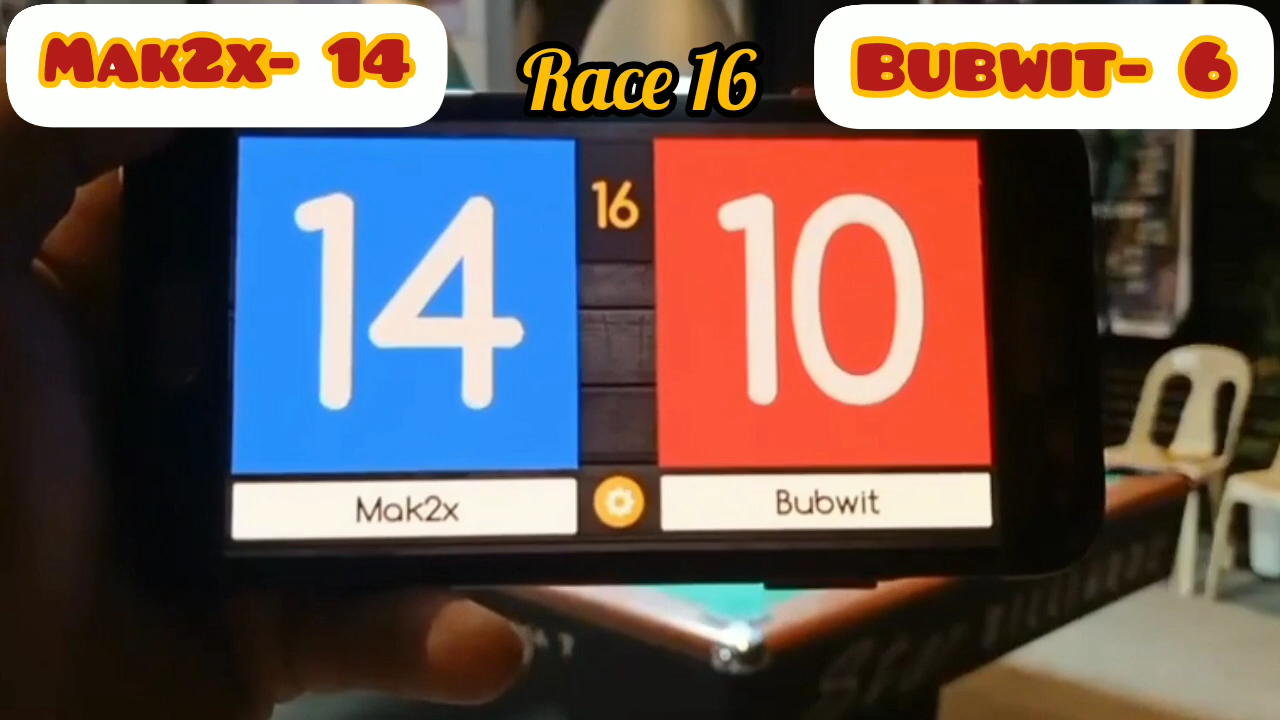 Mak2x- 14
Race 16
Bubwit- 6
14
16
10
Mak2x
Bubwit